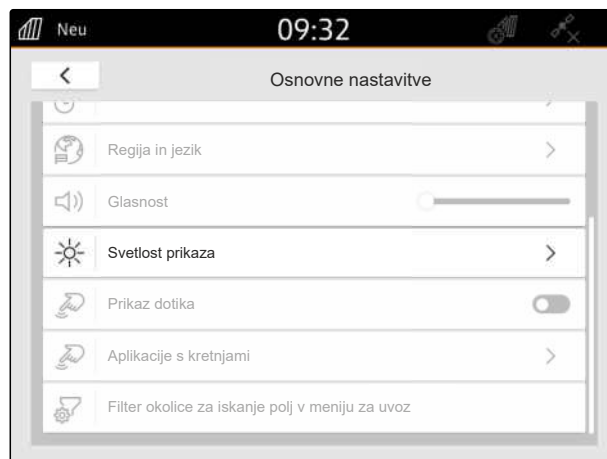 Neu
09:32
Osnovne nastavitve
Regija in jezik
Glasnost
Svetlost prikaza
Prikaz dotika
Aplikacije s kretnjami
Filter okolice za iskanje polj v meniju za uvoz